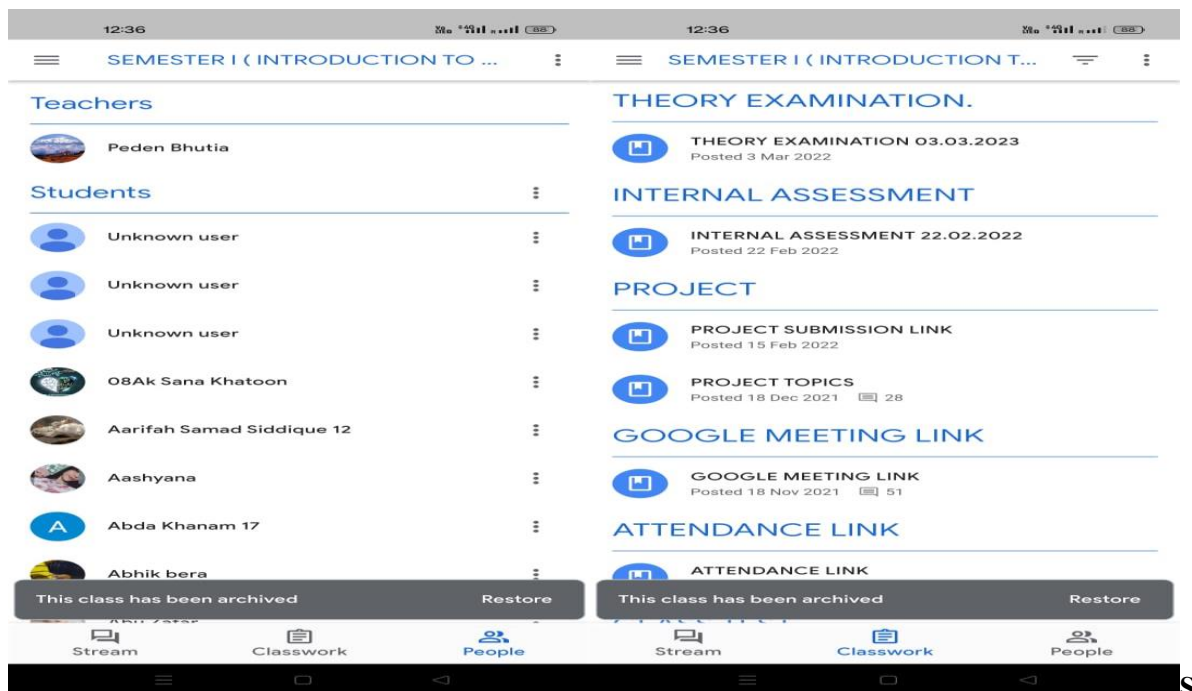 12:36
SEMESTER I ( INTRODUCTION TO ...
Teachers
Peden Bhutia
Students
Unknown user
Unknown user
Unknown user
08Ak Sana Khatoon
Aarifah Samad Siddique 12
Aashyana
A
Abda Khanam 17
Abhik bera
This class has been archived Restore
Stream Classwork People
12:36
SEMESTER I ( INTRODUCTION T...
THEORY EXAMINATION.
THEORY EXAMINATION 03.03.2023
Posted 3 Mar 2022
INTERNAL ASSESSMENT
INTERNAL ASSESSMENT 22.02.2022
Posted 22 Feb 2022
PROJECT
PROJECT SUBMISSION LINK
Posted 15 Feb 2022
PROJECT TOPICS
Posted 18 Dec 2021 28
GOOGLE MEETING LINK
GOOGLE MEETING LINK
Posted 18 Nov 2021 51
ATTENDANCE LINK
ATTENDANCE LINK
This class has been archived Restore
Stream Classwork People
s